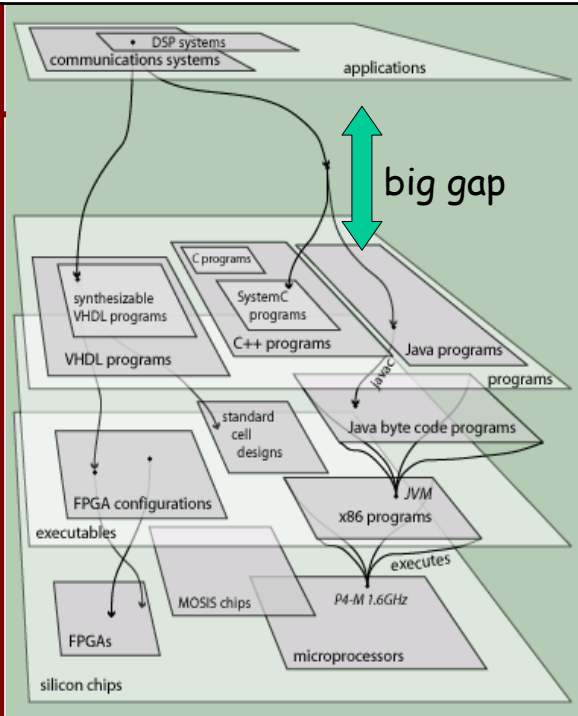 DSP systems
communications systems
applications
big gap
C programs
synthesizable
VHDL programs
SystemC
programs
VHDL programs
C++ programs
Java programs
programs
javac
standard
cell
designs
Java byte code programs
FPGA configurations
JVM
x86 programs
executables
executes
MOSIS chips
P4-M 1.6GHz
FPGAs
microprocessors
silicon chips